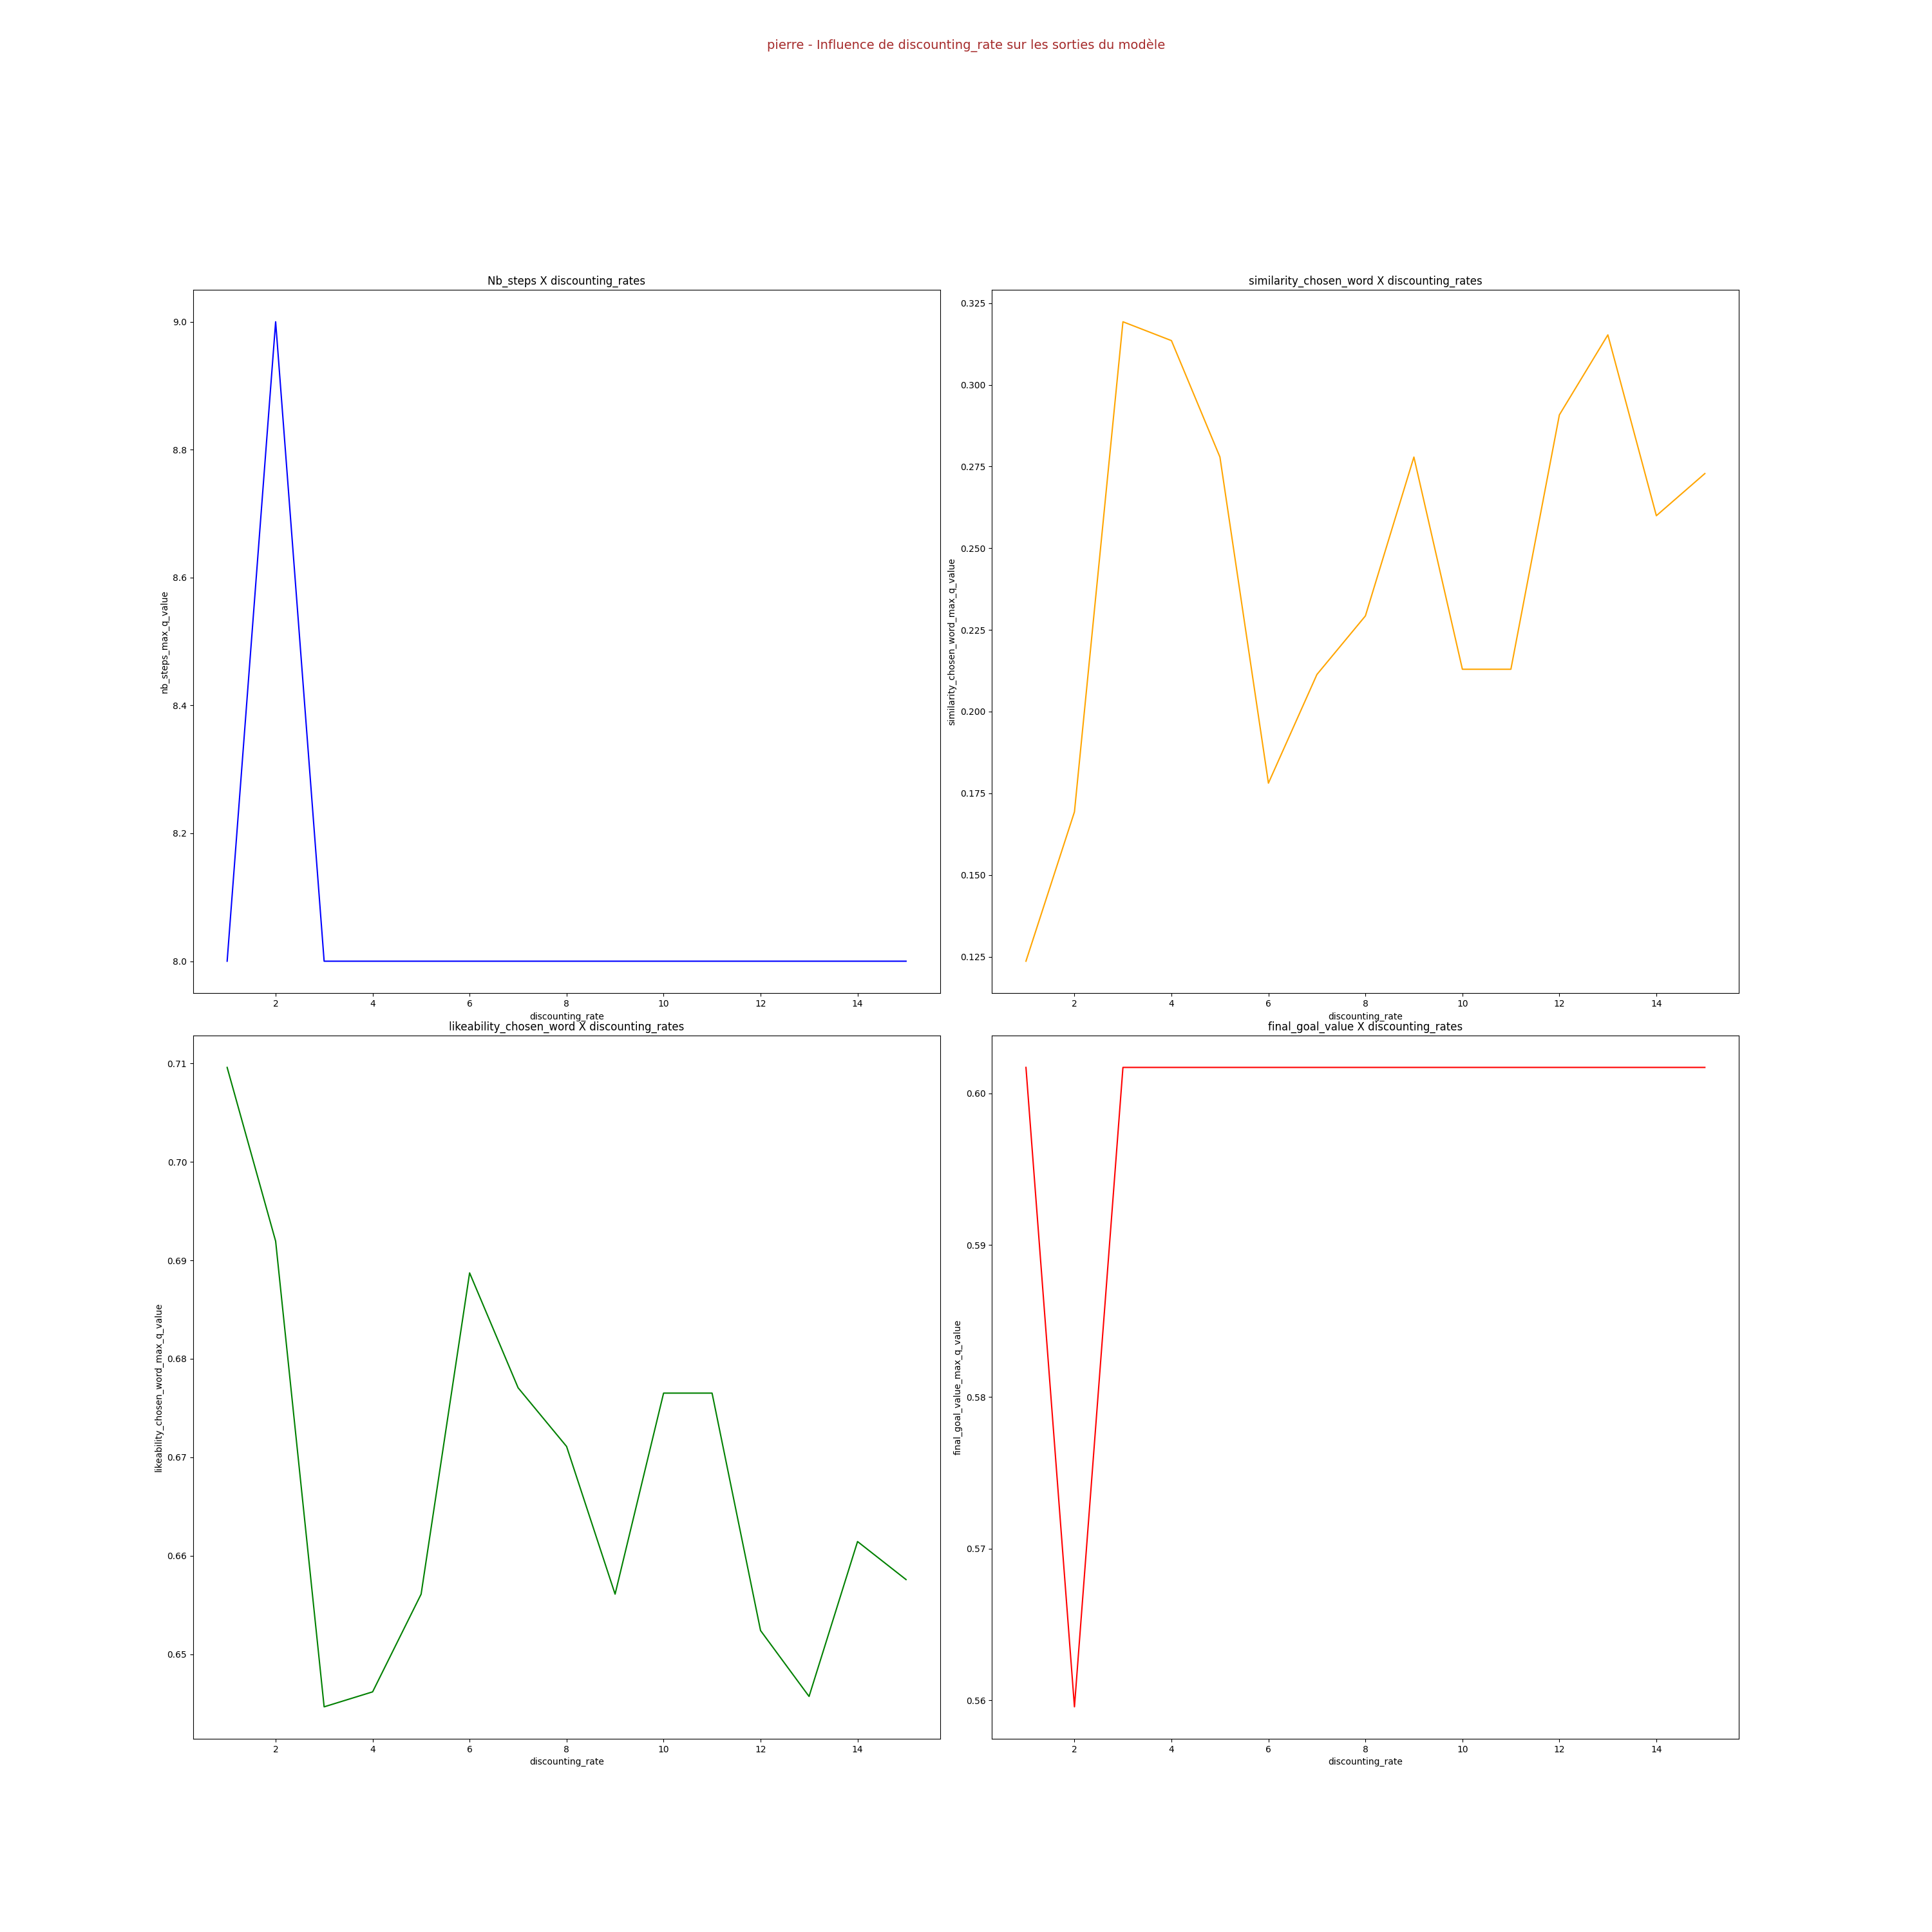 pierre - Influence de discounting_rate sur les sorties du modèle
Nb_steps X discounting_rates
nb_steps_max_q_value
9.0
8.8
8.6
8.4
8.2
8.0
2 4 6 8 10 12 14
discounting_rate
similarity_chosen_word X discounting_rates
similarity_chosen_word_max_q_value
0.325
0.300
0.275
0.250
0.225
0.200
0.175
0.150
0.125
2 4 6 8 10 12 14
discounting_rate
likeability_chosen_word X discounting_rates
likeability_chosen_word_max_q_value
0.71
0.70
0.69
0.68
0.67
0.66
0.65
2 4 6 8 10 12 14
discounting_rate
final_goal_value X discounting_rates
final_goal_value_max_q_value
0.60
0.59
0.58
0.57
0.56
2 4 6 8 10 12 14
discounting_rate